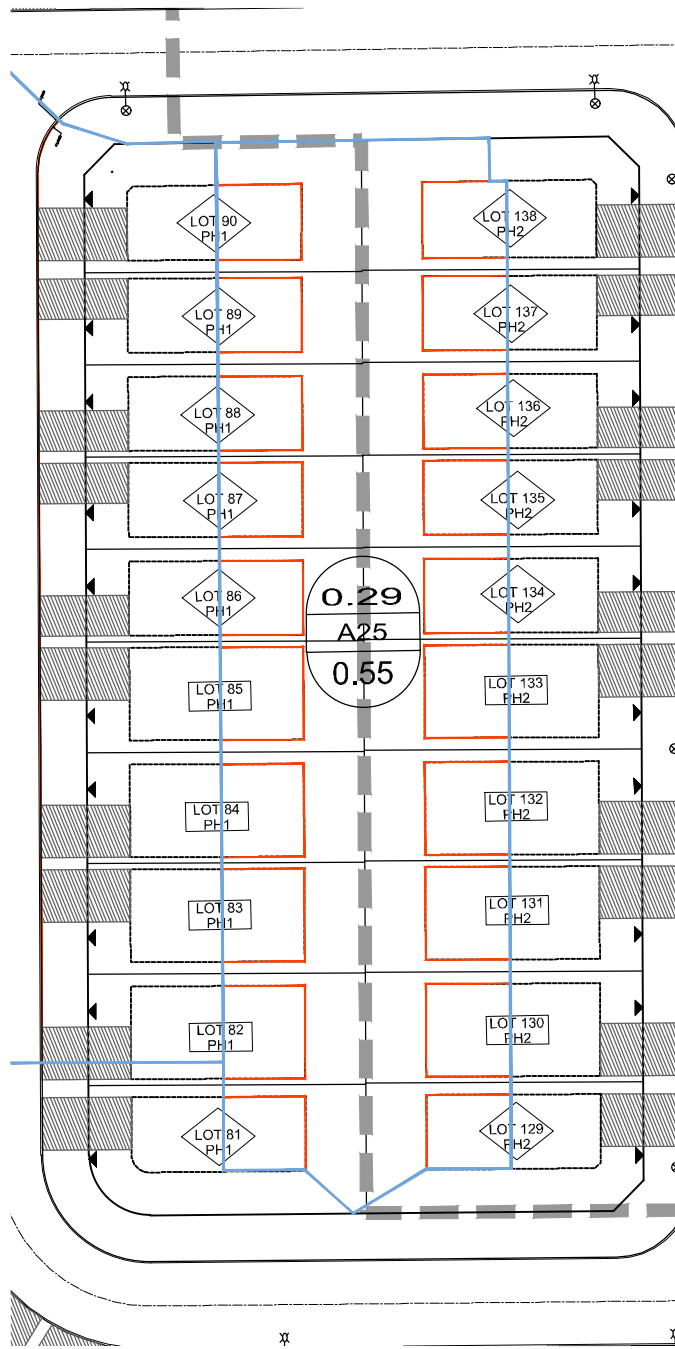 LOT 90
PH1
LOT 138
PH2
LOT 89
PH1
LOT 137
PH2
LOT 88
PH1
LOT 136
PH2
LOT 87
PH1
LOT 135
PH2
LOT 86
PH1
0.29
A25
0.55
LOT 134
PH2
LOT 85
PH1
LOT 133
PH2
LOT 84
PH1
LOT 132
PH2
LOT 83
PH1
LOT 131
PH2
LOT 82
PH1
LOT 130
PH2
LOT 81
PH1
LOT 129
PH2